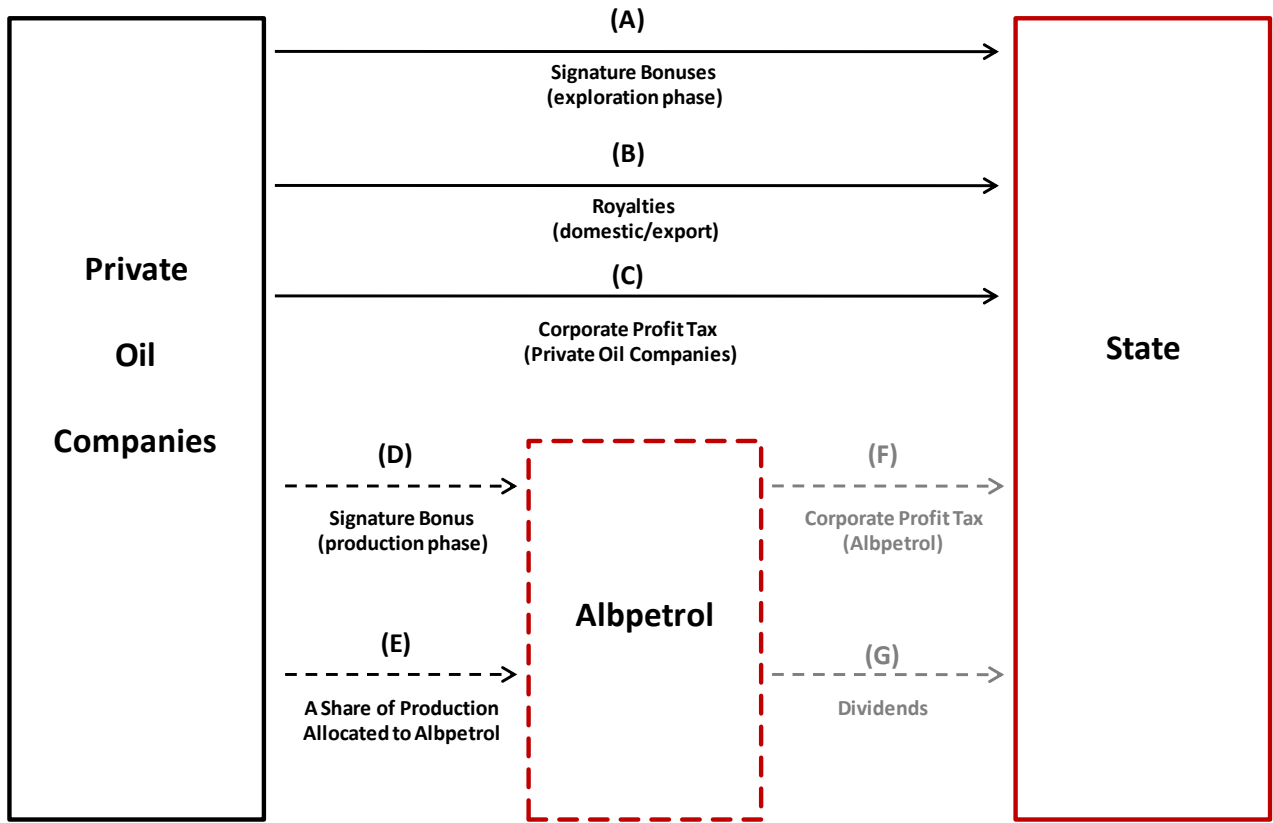 (A)
Signature Bonuses
(exploration phase)
(B)
Royalties
(domestic/export)
(C)
Corporate Profit Tax
(Private Oil Companies)
Private
Oil
Companies
State
(D)
Signature Bonus
(production phase)
(E)
A Share of Production
Allocated to Albpetrol
Albpetrol
(F)
Corporate Profit Tax
(Albpetrol)
(G)
Dividends